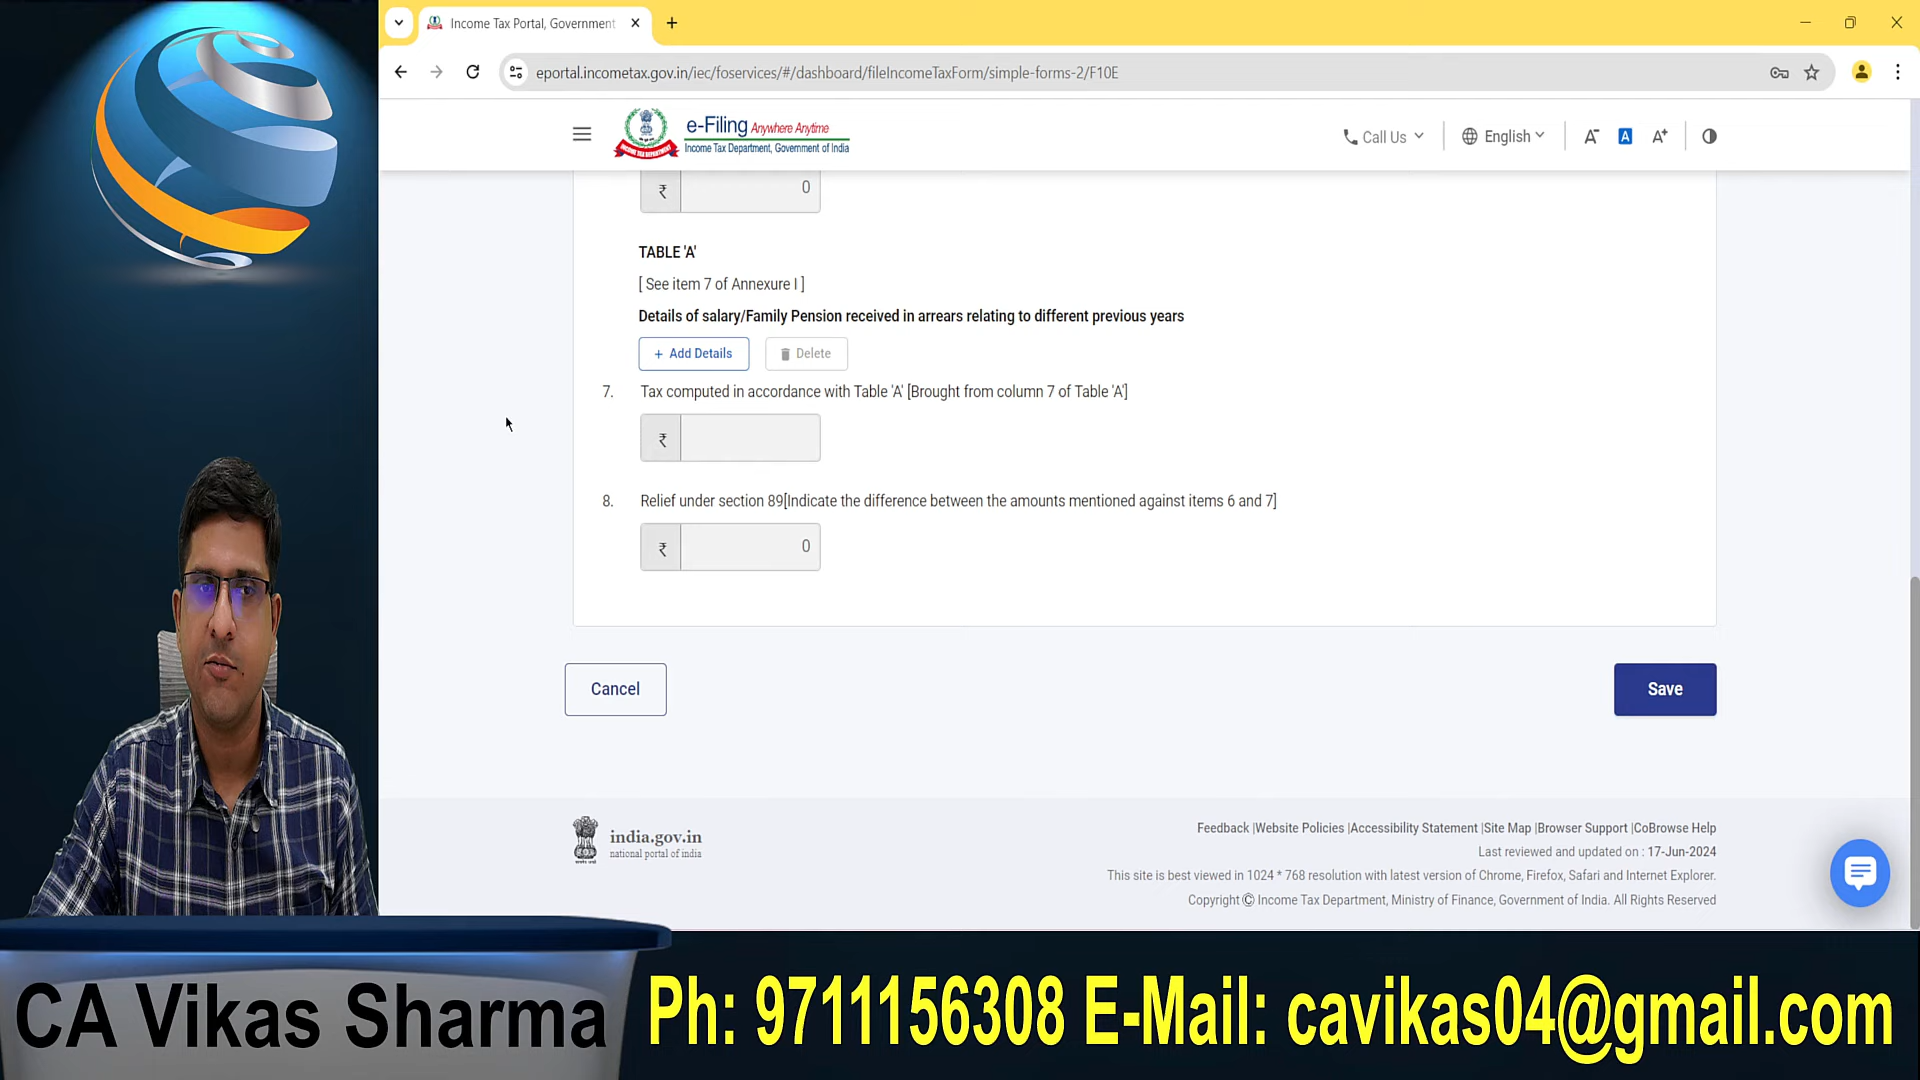 Income Tax Portal, Government
eportal.incometax.gov.in/iec/foservices/#/dashboard/fileIncomeTaxForm/simple-forms-2/F10E
e-Filing Anywhere Anytime
Income Tax Department, Government of India
Call Us
English
A-
A
A+
₹ 0
TABLE 'A'
[ See item 7 of Annexure I ]
Details of salary/Family Pension received in arrears relating to different previous years
+ Add Details
Delete
7. Tax computed in accordance with Table 'A' [Brought from column 7 of Table 'A']
₹
8. Relief under section 89[Indicate the difference between the amounts mentioned against items 6 and 7]
₹ 0
Cancel
Save
india.gov.in
national portal of india
Feedback |Website Policies |Accessibility Statement |Site Map |Browser Support |CoBrowse Help
Last reviewed and updated on : 17-Jun-2024
This site is best viewed in 1024 * 768 resolution with latest version of Chrome, Firefox, Safari and Internet Explorer.
Copyright © Income Tax Department, Ministry of Finance, Government of India. All Rights Reserved
CA Vikas Sharma
Ph: 9711156308 E-Mail: cavikas04@gmail.com